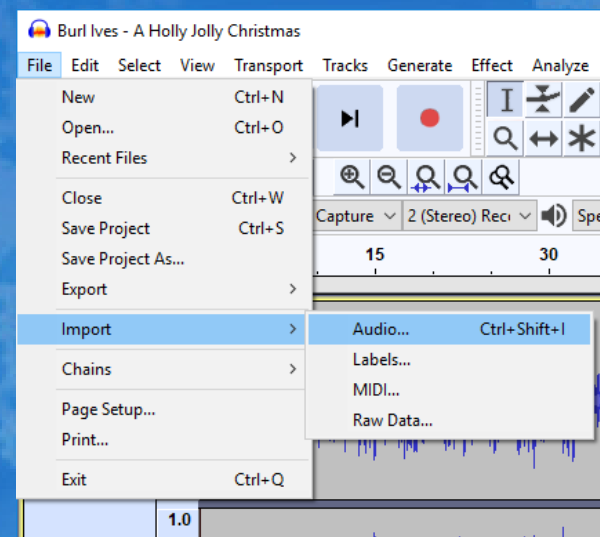 Burl Ives - A Holly Jolly Christmas
File Edit Select View Transport Tracks Generate Effect Analyze
New Ctrl+N
Open... Ctrl+O
Recent Files
Close Ctrl+W
Save Project Ctrl+S
Save Project As...
Export
Import
Chains
Page Setup...
Print...
Exit Ctrl+Q
Capture 2 (Stereo) Rec Spe
15 30
Audio... Ctrl+Shift+I
Labels...
MIDI...
Raw Data...
1.0